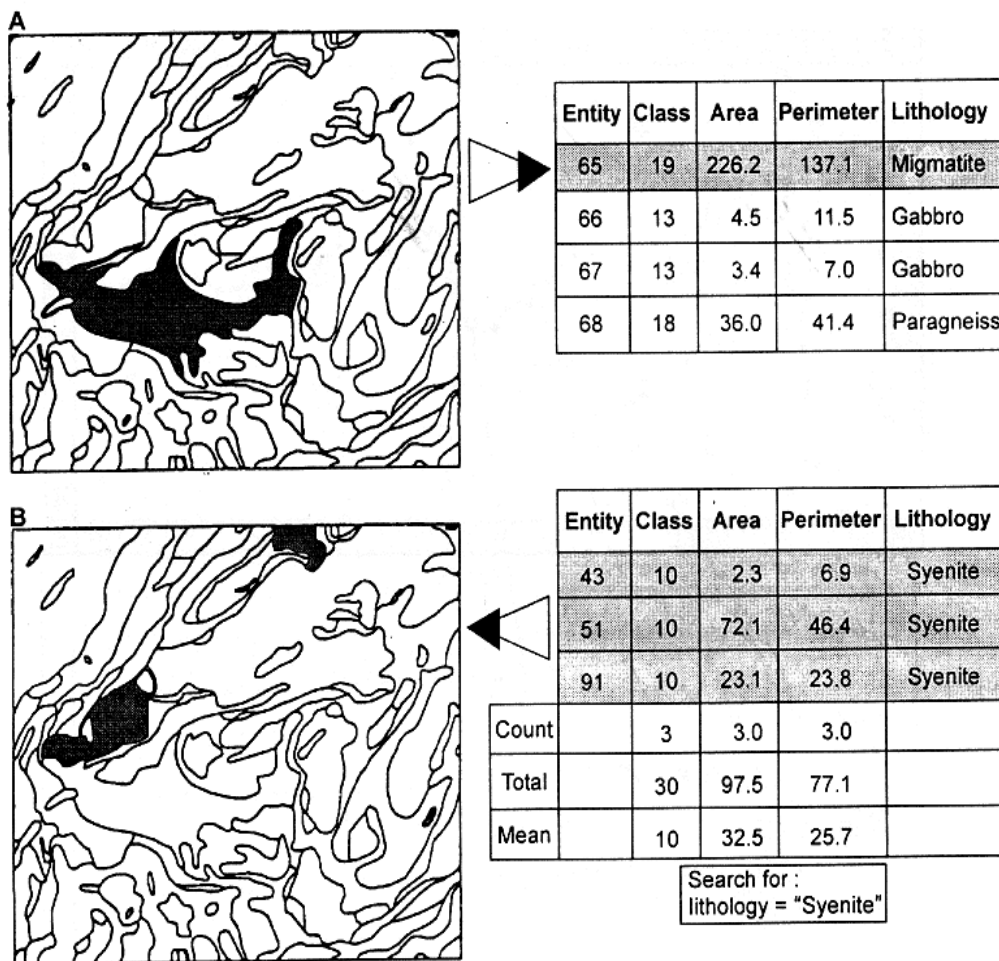 A
Entity Class Area Perimeter Lithology
65 19 226.2 137.1 Migmatite
66 13 4.5 11.5 Gabbro
67 13 3.4 7.0 Gabbro
68 18 36.0 41.4 Paragneiss
B
Entity Class Area Perimeter Lithology
43 10 2.3 6.9 Syenite
51 10 72.1 46.4 Syenite
91 10 23.1 23.8 Syenite
Count 3 3.0 3.0
Total 30 97.5 77.1
Mean 10 32.5 25.7
Search for :
lithology = "Syenite"